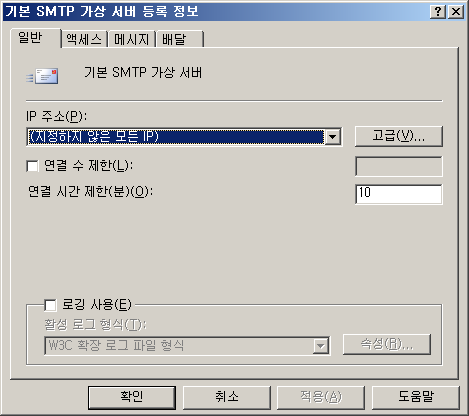 기본 SMTP 가상 서버 등록 정보
일반 액세스 메시지 배달
기본 SMTP 가상 서버
IP 주소(P):
(지정하지 않은 모든 IP) 고급(V)...
연결 수 제한(L):
연결 시간 제한(분)(O): 10
로깅 사용(E)
활성 로그 형식(T):
W3C 확장 로그 파일 형식 속성(R)...
확인 취소 적용(A) 도움말